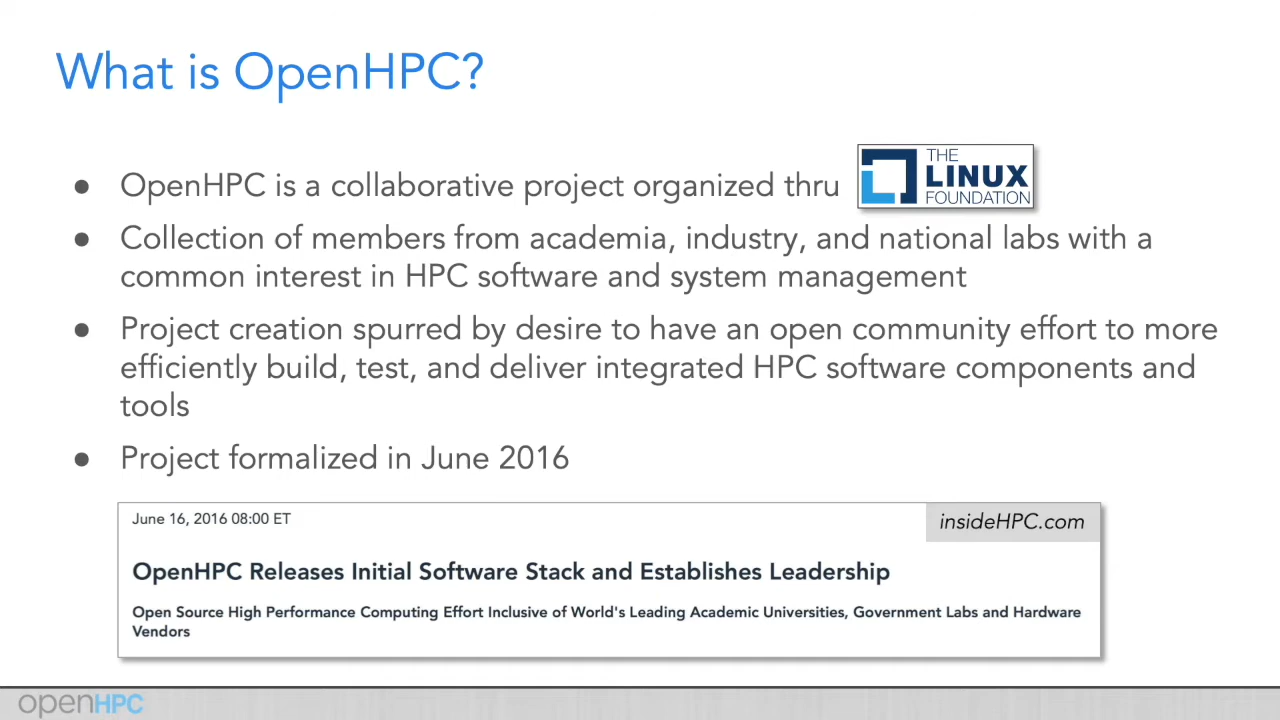 What is OpenHPC?
● OpenHPC is a collaborative project organized thru
THE
LINUX
FOUNDATION
● Collection of members from academia, industry, and national labs with a
common interest in HPC software and system management
● Project creation spurred by desire to have an open community effort to more
efficiently build, test, and deliver integrated HPC software components and
tools
● Project formalized in June 2016
June 16, 2016 08:00 ET
insideHPC.com
OpenHPC Releases Initial Software Stack and Establishes Leadership
Open Source High Performance Computing Effort Inclusive of World's Leading Academic Universities, Government Labs and Hardware
Vendors
openHPC